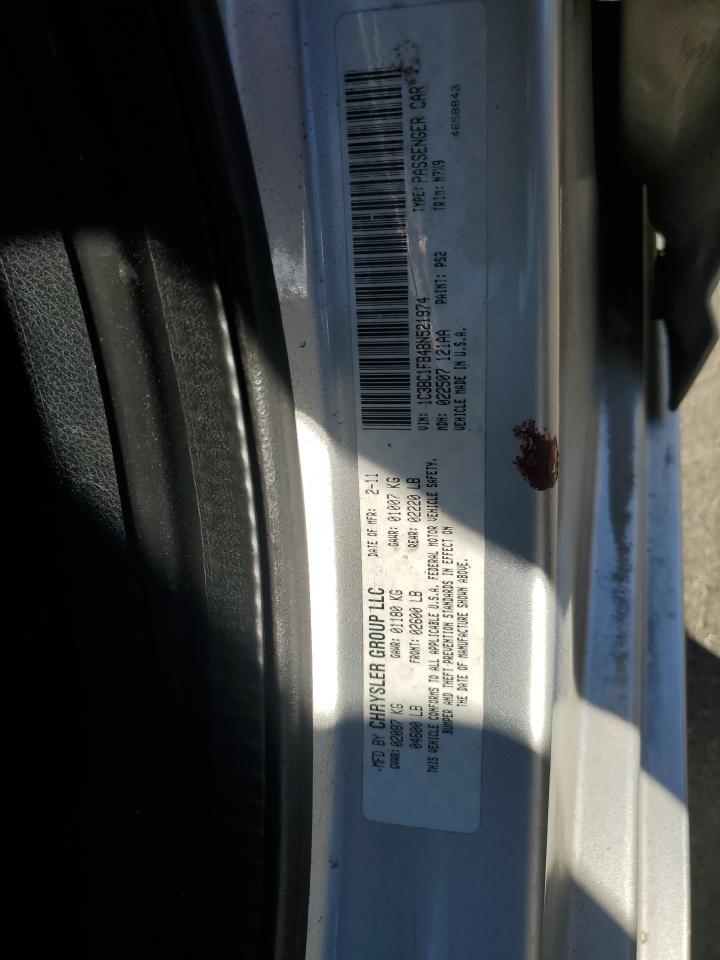 MFD BY CHRYSLER GROUP LLC
DATE OF MFR: 2-11
GVWR: 02087 KG
GAWR: 01180 KG
GAWR: 01007 KG
04600 LB
FRONT: 02600 LB
REAR: 02220 LB
THIS VEHICLE CONFORMS TO ALL APPLICABLE U.S.A. FEDERAL MOTOR VEHICLE SAFETY,
BUMPER AND THEFT PREVENTION STANDARDS IN EFFECT ON
THE DATE OF MANUFACTURE SHOWN ABOVE.
VIN: 1C3BC1FB4BN521974
TYPE: PASSENGER CAR
MDH: 022507 121AA
PAINT: PS2
TRIM: M7X9
VEHICLE MADE IN U.S.A.
4658843